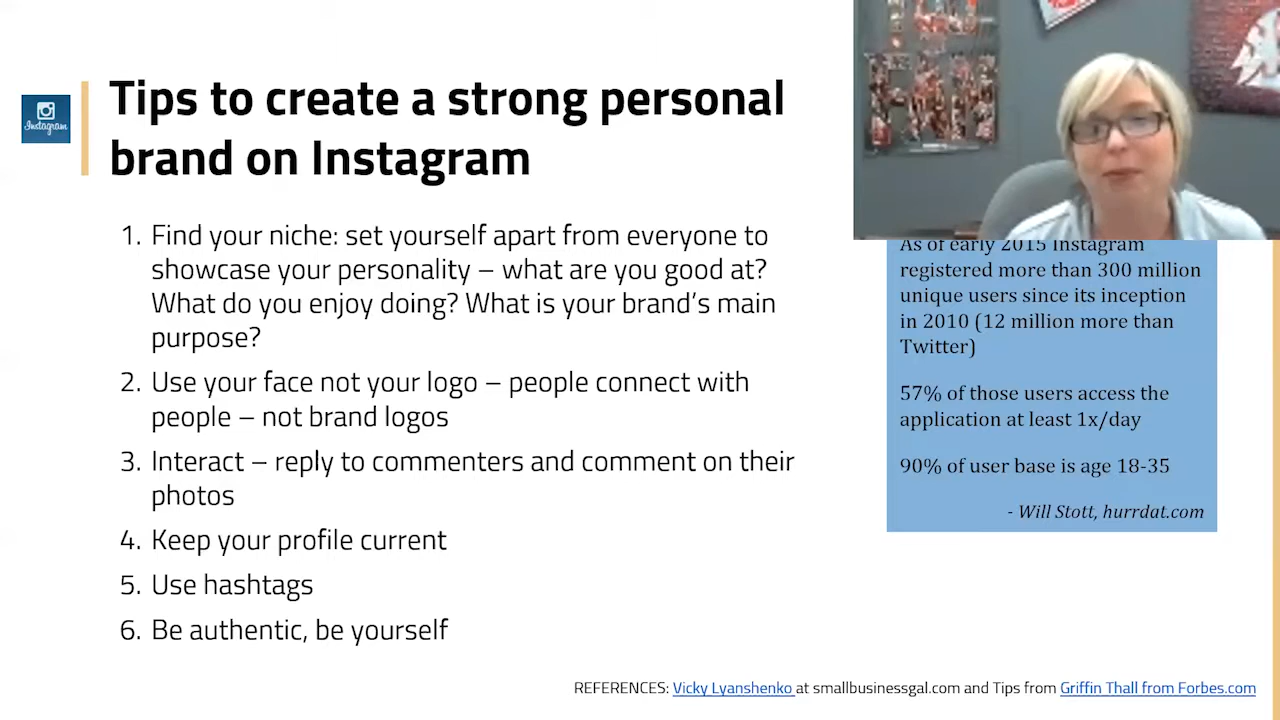 Instagram
Tips to create a strong personal
brand on Instagram
1. Find your niche: set yourself apart from everyone to
showcase your personality – what are you good at?
What do you enjoy doing? What is your brand's main
purpose?
2. Use your face not your logo – people connect with
people – not brand logos
3. Interact – reply to commenters and comment on their
photos
4. Keep your profile current
5. Use hashtags
6. Be authentic, be yourself
As of early 2015 Instagram
registered more than 300 million
unique users since its inception
in 2010 (12 million more than
Twitter)
57% of those users access the
application at least 1x/day
90% of user base is age 18-35
- Will Stott, hurrdat.com
REFERENCES: Vicky Lyanshenko at smallbusinessgal.com and Tips from Griffin Thall from Forbes.com